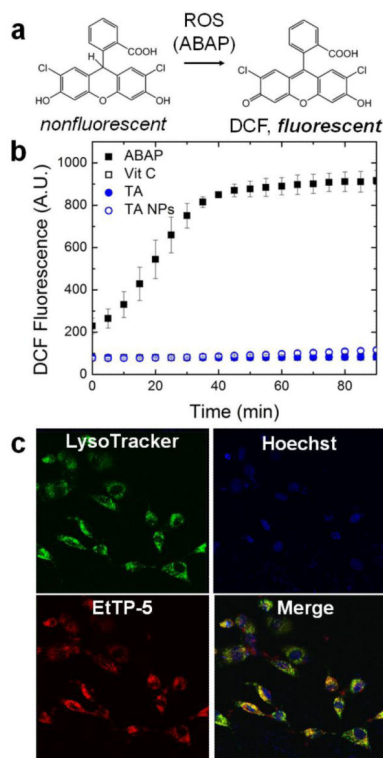 a
ROS
(ABAP)
COOH
H
Cl
Cl
HO
O
OH
nonfluorescent
COOH
Cl
Cl
O
O
OH
DCF, fluorescent
b
DCF Fluorescence (A.U.)
1000
800
600
400
200
0
ABAP
Vit C
TA
TA NPs
0
20
40
60
80
Time (min)
c
LysoTracker
Hoechst
EtTP-5
Merge